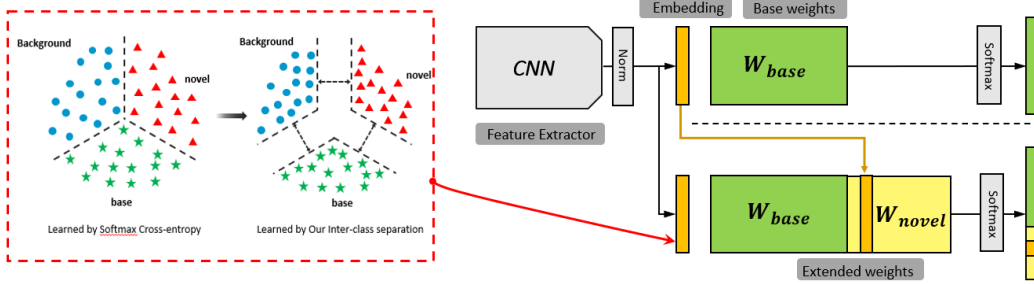 Background
novel
base
Learned by Softmax Cross-entropy
Background
novel
base
Learned by Our Inter-class separation
CNN
Feature Extractor
Norm
Embedding
Base weights
W_base
Softmax
W_base
W_novel
Softmax
Extended weights